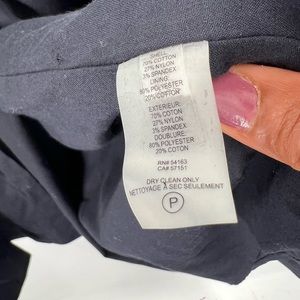 SHELL
70% COTTON
27% NYLON
3% SPANDEX
LINING
80% POLYESTER
20% COTTON
EXTERIEUR:
70% COTON
27% NYLON
3% SPANDEX
DOUBLURE:
80% POLYESTER
20% COTON
RN# 54163
CA# 57151
DRY CLEAN ONLY
NETTOYAGE A SEC SEULEMENT
P